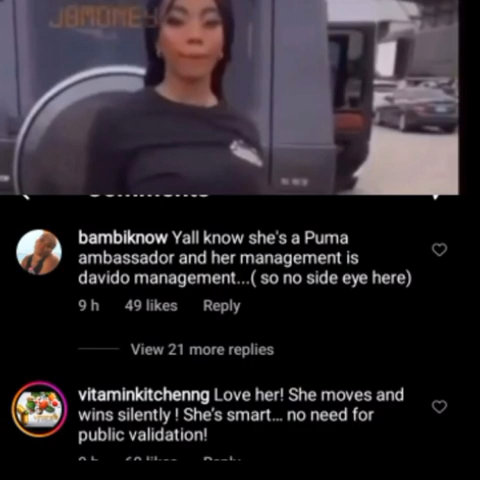 JOMONEY
Comments
bambiknow Yall know she's a Puma
ambassador and her management is
davido management...( so no side eye here)
9 h 49 likes Reply
View 21 more replies
vitaminkitchenng Love her! She moves and
wins silently ! She's smart... no need for
public validation!